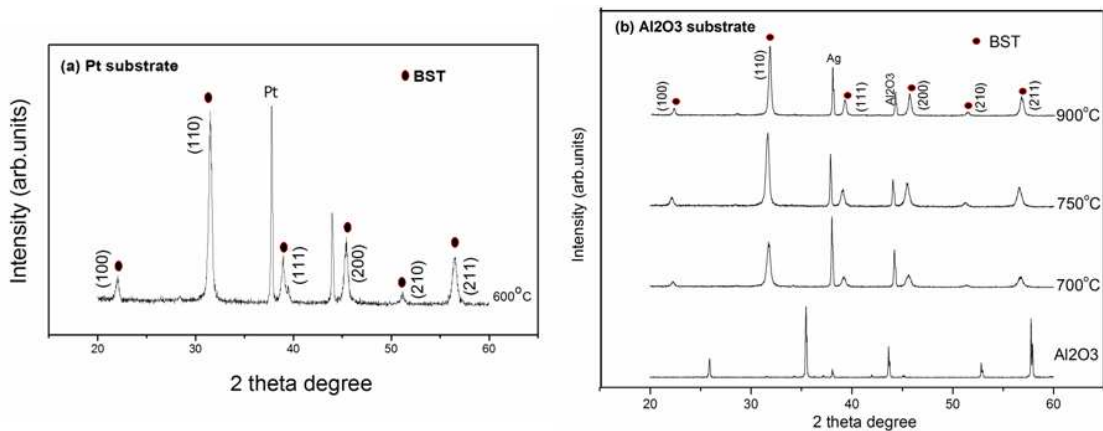 (a) Pt substrate
BST
Pt
(100)
(110)
(111)
(200)
(210)
(211)
600°C
Intensity (arb.units)
20 30 40 50 60
2 theta degree
(b) Al2O3 substrate
BST
(100)
(110)
Ag
(111)
Al2O3
(200)
(210)
(211)
900°C
750°C
700°C
Al2O3
Intensity (arb.units)
20 30 40 50 60
2 theta degree